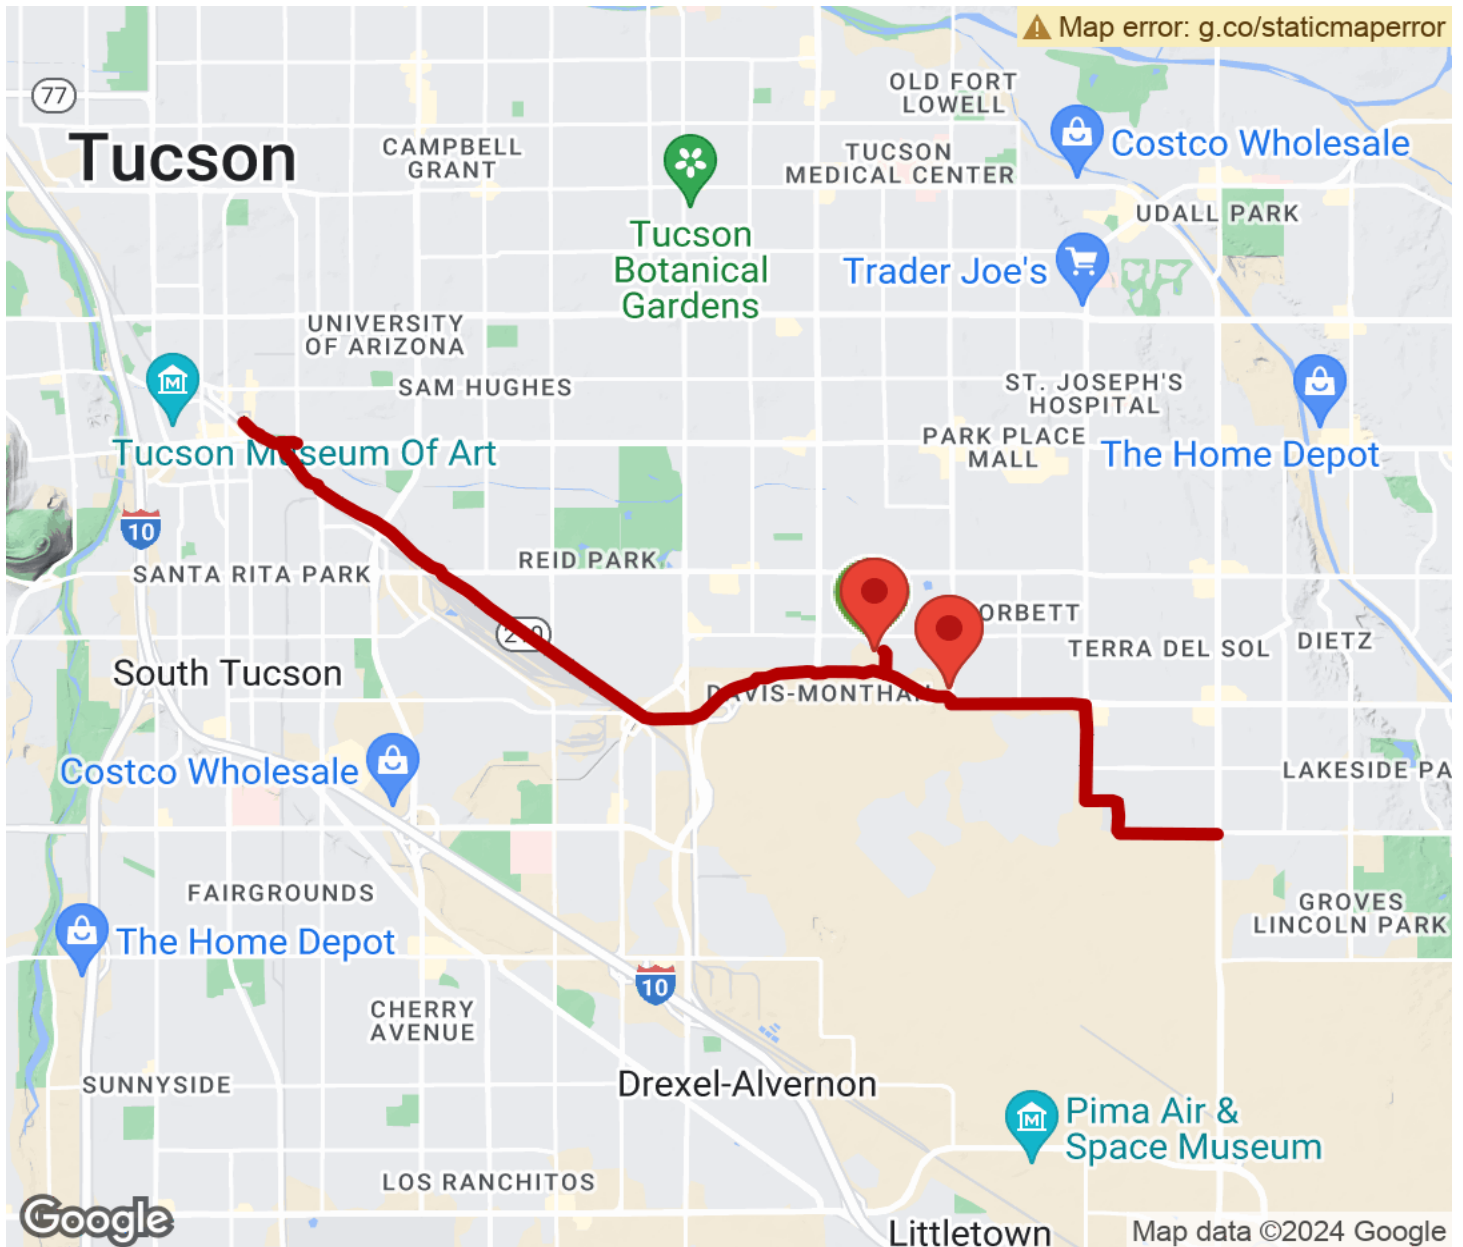 Map error: g.co/staticmaperror
OLD FORT
LOWELL
77
Tucson
CAMPBELL
GRANT
TUCSON
MEDICAL CENTER
Costco Wholesale
UDALL PARK
Tucson
Botanical
Gardens
Trader Joe's
UNIVERSITY
OF ARIZONA
SAM HUGHES
ST. JOSEPH'S
HOSPITAL
PARK PLACE
MALL
The Home Depot
Tucson Museum Of Art
10
REID PARK
SANTA RITA PARK
ORBETT
TERRA DEL SOL
DIETZ
South Tucson
DAVIS-MONTHAN
Costco Wholesale
LAKESIDE PA
FAIRGROUNDS
GROVES
LINCOLN PARK
The Home Depot
10
CHERRY
AVENUE
SUNNYSIDE
Drexel-Alvernon
Pima Air &
Space Museum
LOS RANCHITOS
Google
Littletown
Map data ©2024 Google